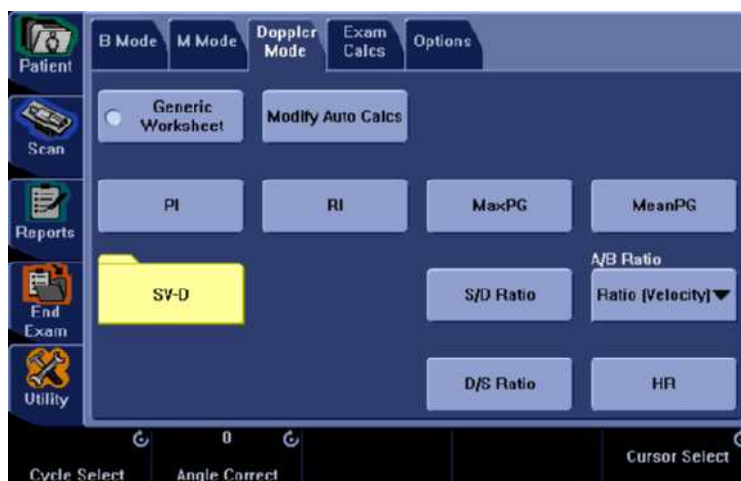 Patient
Scan
Reports
End
Exam
Utility
B Mode
M Mode
Doppler
Mode
Exam
Calcs
Options
Generic
Worksheet
Modify Auto Calcs
PI
RI
MaxPG
MeanPG
SV-D
S/D Ratio
A/B Ratio
Ratio (Velocity)
D/S Ratio
HR
0
Cycle Select
Angle Correct
Cursor Select